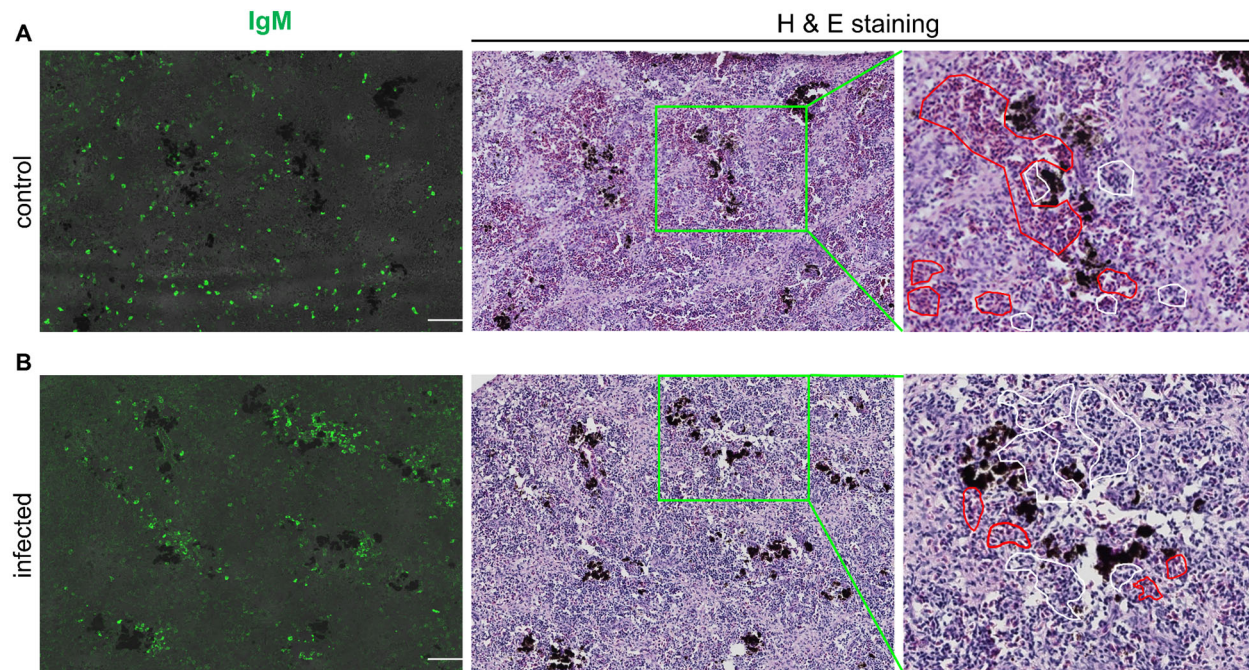 IgM
H & E staining
A
control
B
infected